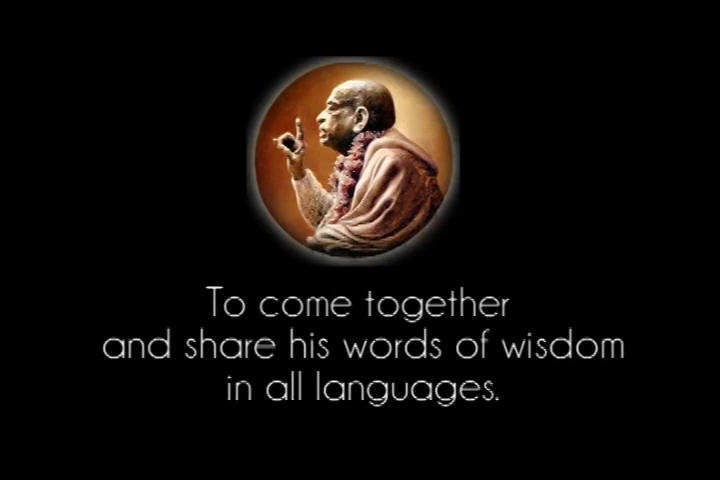 To come together
and share his words of wisdom
in all languages.